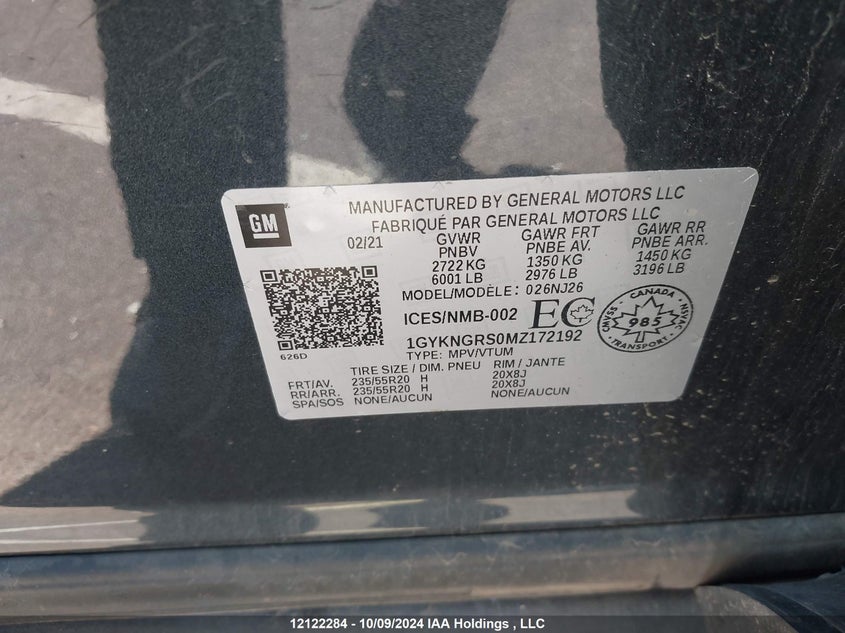 GM
MANUFACTURED BY GENERAL MOTORS LLC
FABRIQUÉ PAR GENERAL MOTORS LLC
02/21
GVWR GAWR FRT GAWR RR
PNBV PNBE AV. PNBE ARR.
2722 KG 1350 KG 1450 KG
6001 LB 2976 LB 3196 LB
MODEL/MODÈLE: 026NJ26
ICES/NMB-002 EC
CANADA
985
TRANSPORT
CMVSS
NSVAC
626D
1GYKNGRS0MZ172192
TYPE: MPV/VTUM
TIRE SIZE / DIM. PNEU RIM / JANTE
FRT/AV. 235/55R20 H 20X8J
RR/ARR. 235/55R20 H 20X8J
SPA/SOS NONE/AUCUN NONE/AUCUN
12122284 - 10/09/2024 IAA Holdings , LLC